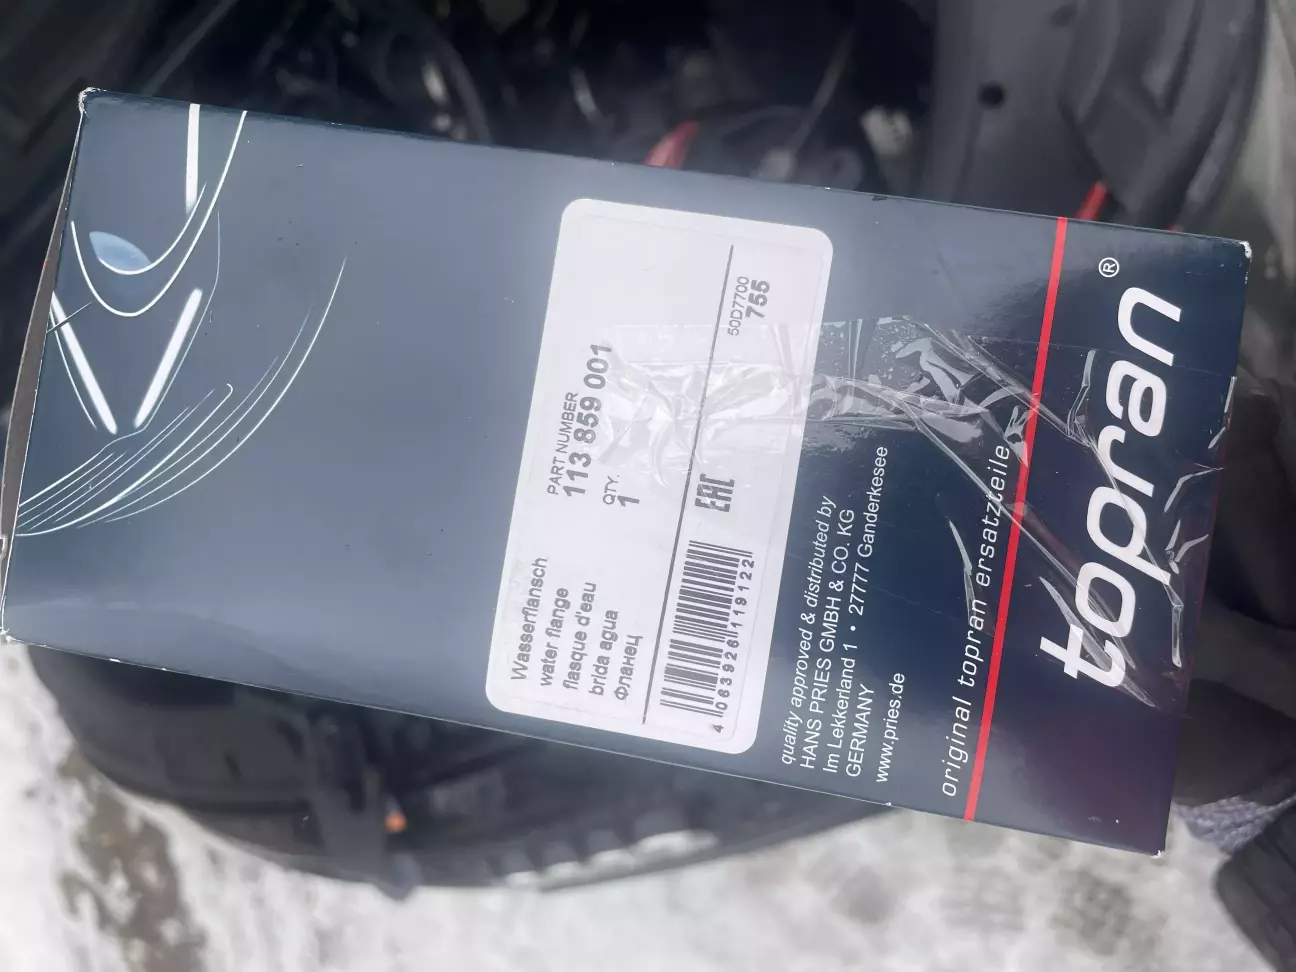 Wasserflansch
water flange
flasque d'eau
brida agua
Фланец
PART NUMBER
113 859 001
QTY.
1
4 063926 119122
EAC
50D7700
755
quality approved & distributed by
HANS PRIES GMBH & CO. KG
Im Lekkerland 1 • 27777 Ganderkesee
GERMANY
www.pries.de
original topran ersatzteile
topran®